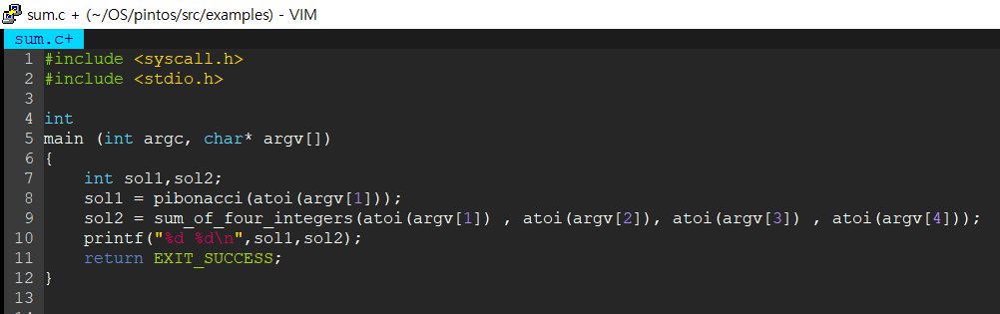 sum.c + (~/OS/pintos/src/examples) - VIM
sum.c+
1 #include <syscall.h>
2 #include <stdio.h>
3
4 int
5 main (int argc, char* argv[])
6 {
7     int sol1,sol2;
8     sol1 = pibonacci(atoi(argv[1]));
9     sol2 = sum_of_four_integers(atoi(argv[1]) , atoi(argv[2]), atoi(argv[3]) , atoi(argv[4]));
10     printf("%d %d\n",sol1,sol2);
11     return EXIT_SUCCESS;
12 }
13